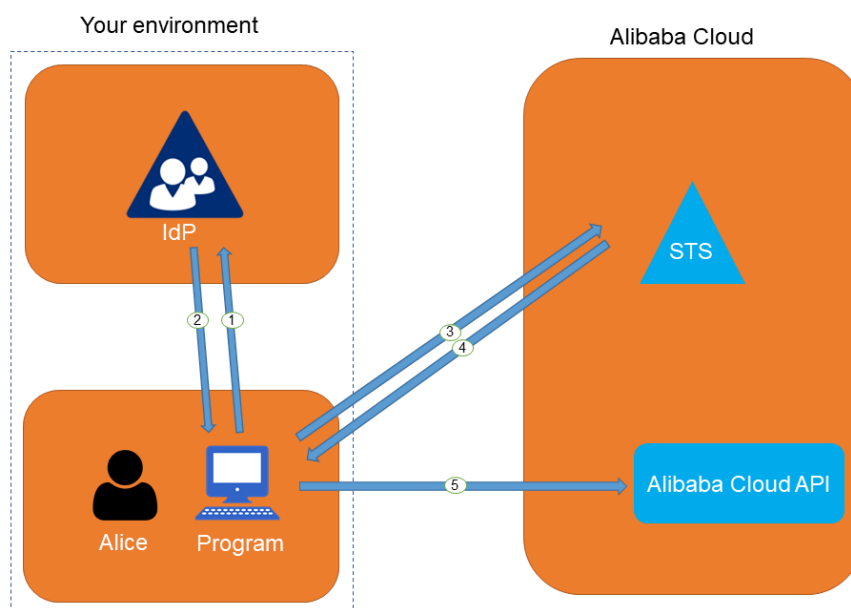 Your environment
Alibaba Cloud
IdP
STS
2
1
3
4
5
Alibaba Cloud API
Alice
Program